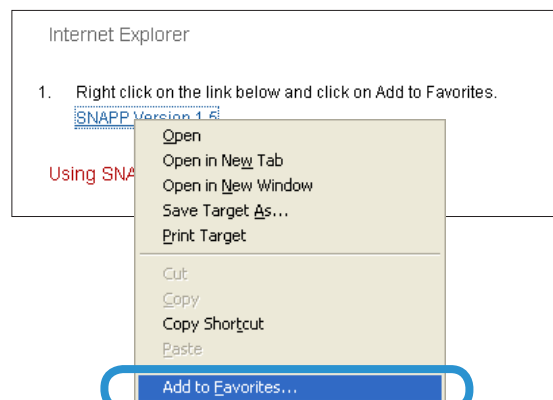 Internet Explorer
1. Right click on the link below and click on Add to Favorites.
SNAPP Version 1.5
Using SNA
Open
Open in New Tab
Open in New Window
Save Target As...
Print Target
Cut
Copy
Copy Shortcut
Paste
Add to Favorites...